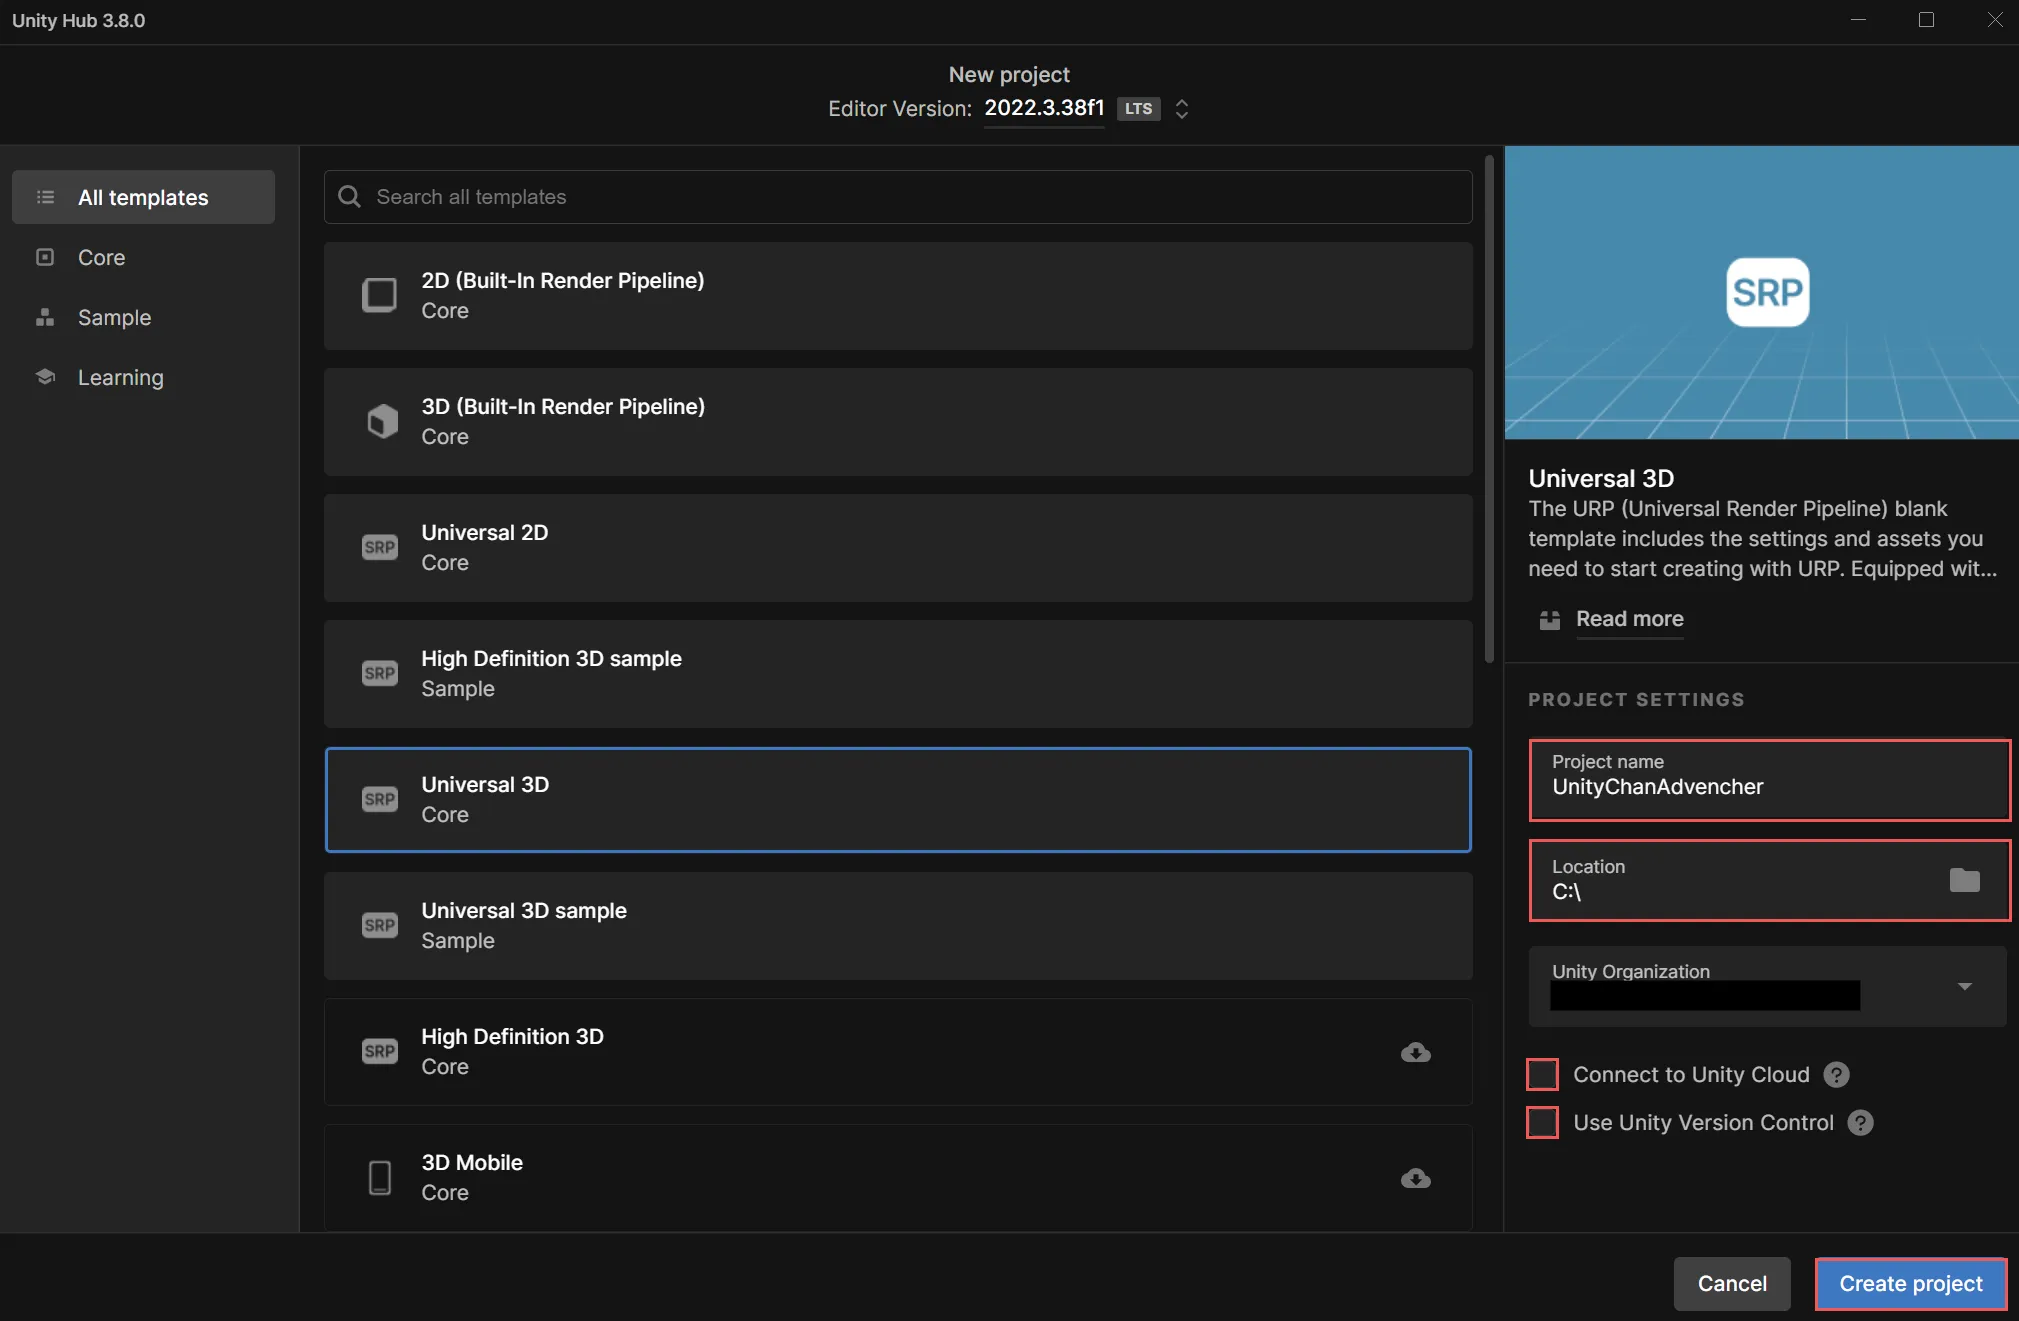 Unity Hub 3.8.0
New project
Editor Version: 2022.3.38f1 LTS
All templates
Core
Sample
Learning
Search all templates
2D (Built-In Render Pipeline)
Core
3D (Built-In Render Pipeline)
Core
SRP
Universal 2D
Core
SRP
High Definition 3D sample
Sample
SRP
Universal 3D
Core
SRP
Universal 3D sample
Sample
SRP
High Definition 3D
Core
3D Mobile
Core
SRP
Universal 3D
The URP (Universal Render Pipeline) blank
template includes the settings and assets you
need to start creating with URP. Equipped wit...
Read more
PROJECT SETTINGS
Project name
UnityChanAdvencher
Location
C:\
Unity Organization
Connect to Unity Cloud ?
Use Unity Version Control ?
Cancel
Create project